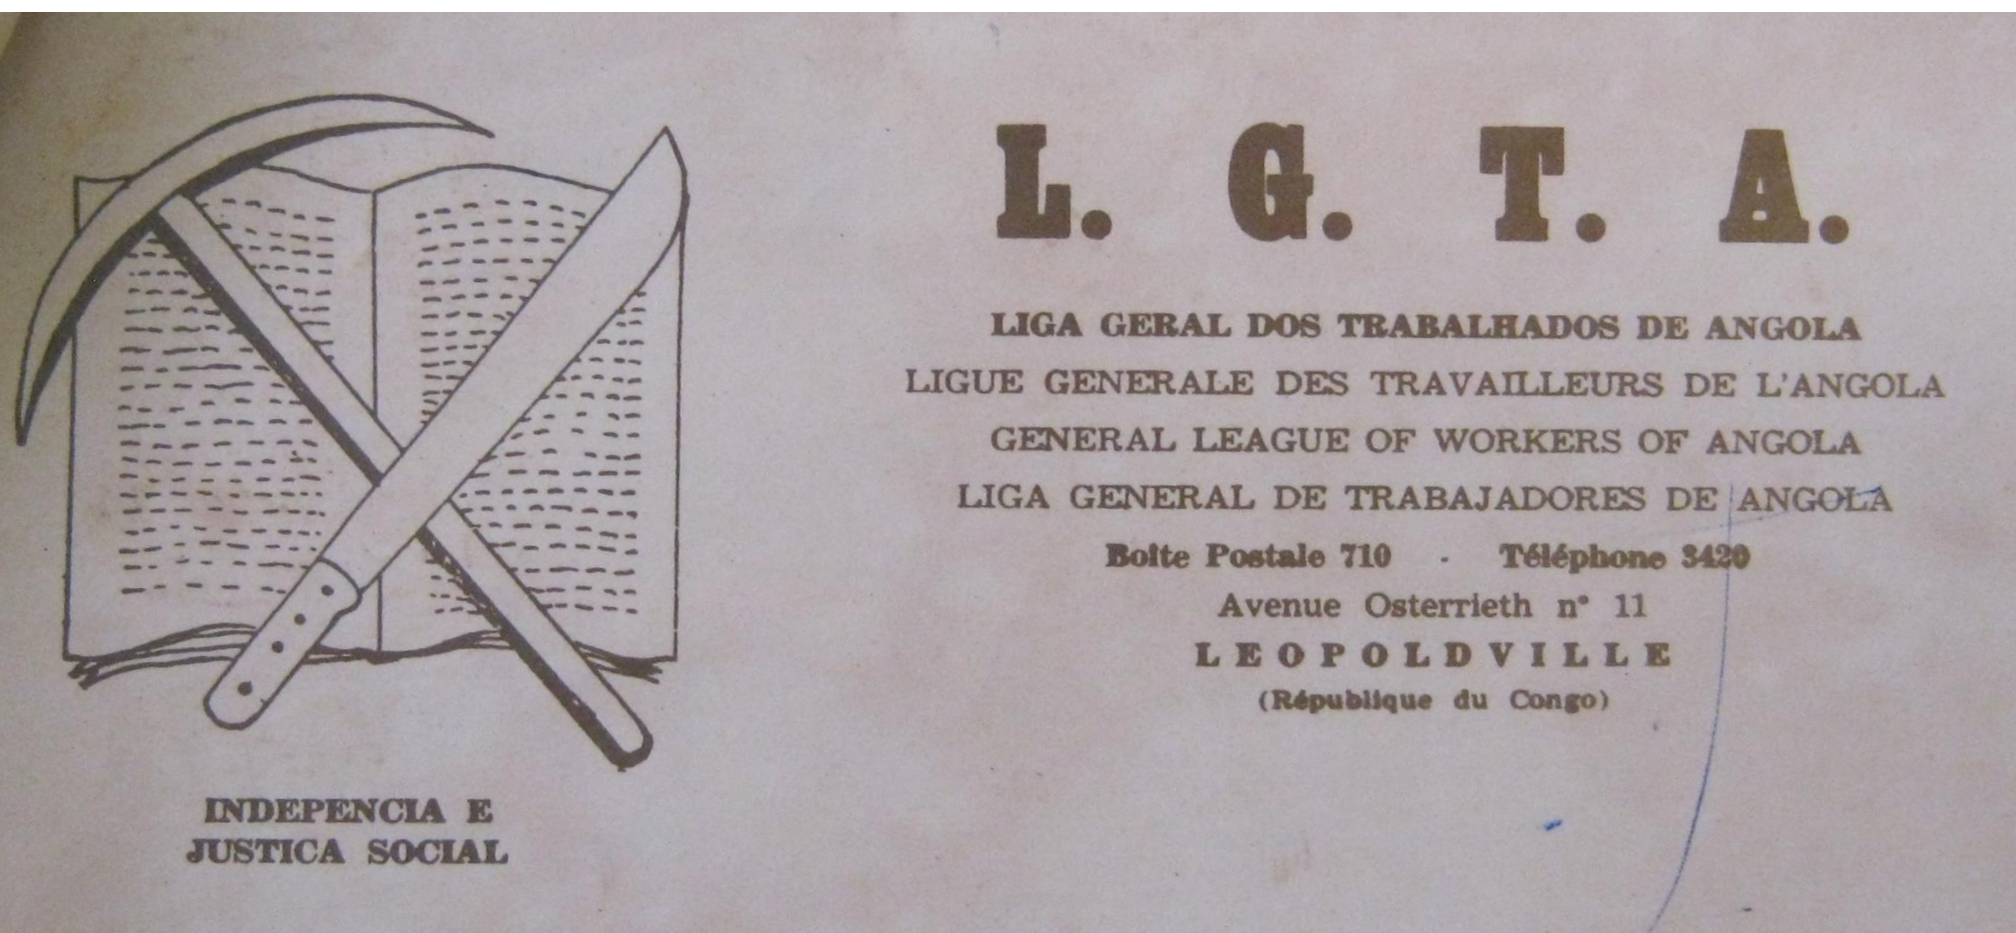 L. G. T. A.
LIGA GERAL DOS TRABALHADOS DE ANGOLA
LIGUE GENERALE DES TRAVAILLEURS DE L'ANGOLA
GENERAL LEAGUE OF WORKERS OF ANGOLA
LIGA GENERAL DE TRABAJADORES DE ANGOLA
Boîte Postale 710 - Téléphone 3420
Avenue Osterrieth n° 11
LEOPOLDVILLE
(République du Congo)
INDEPENCIA E
JUSTICA SOCIAL